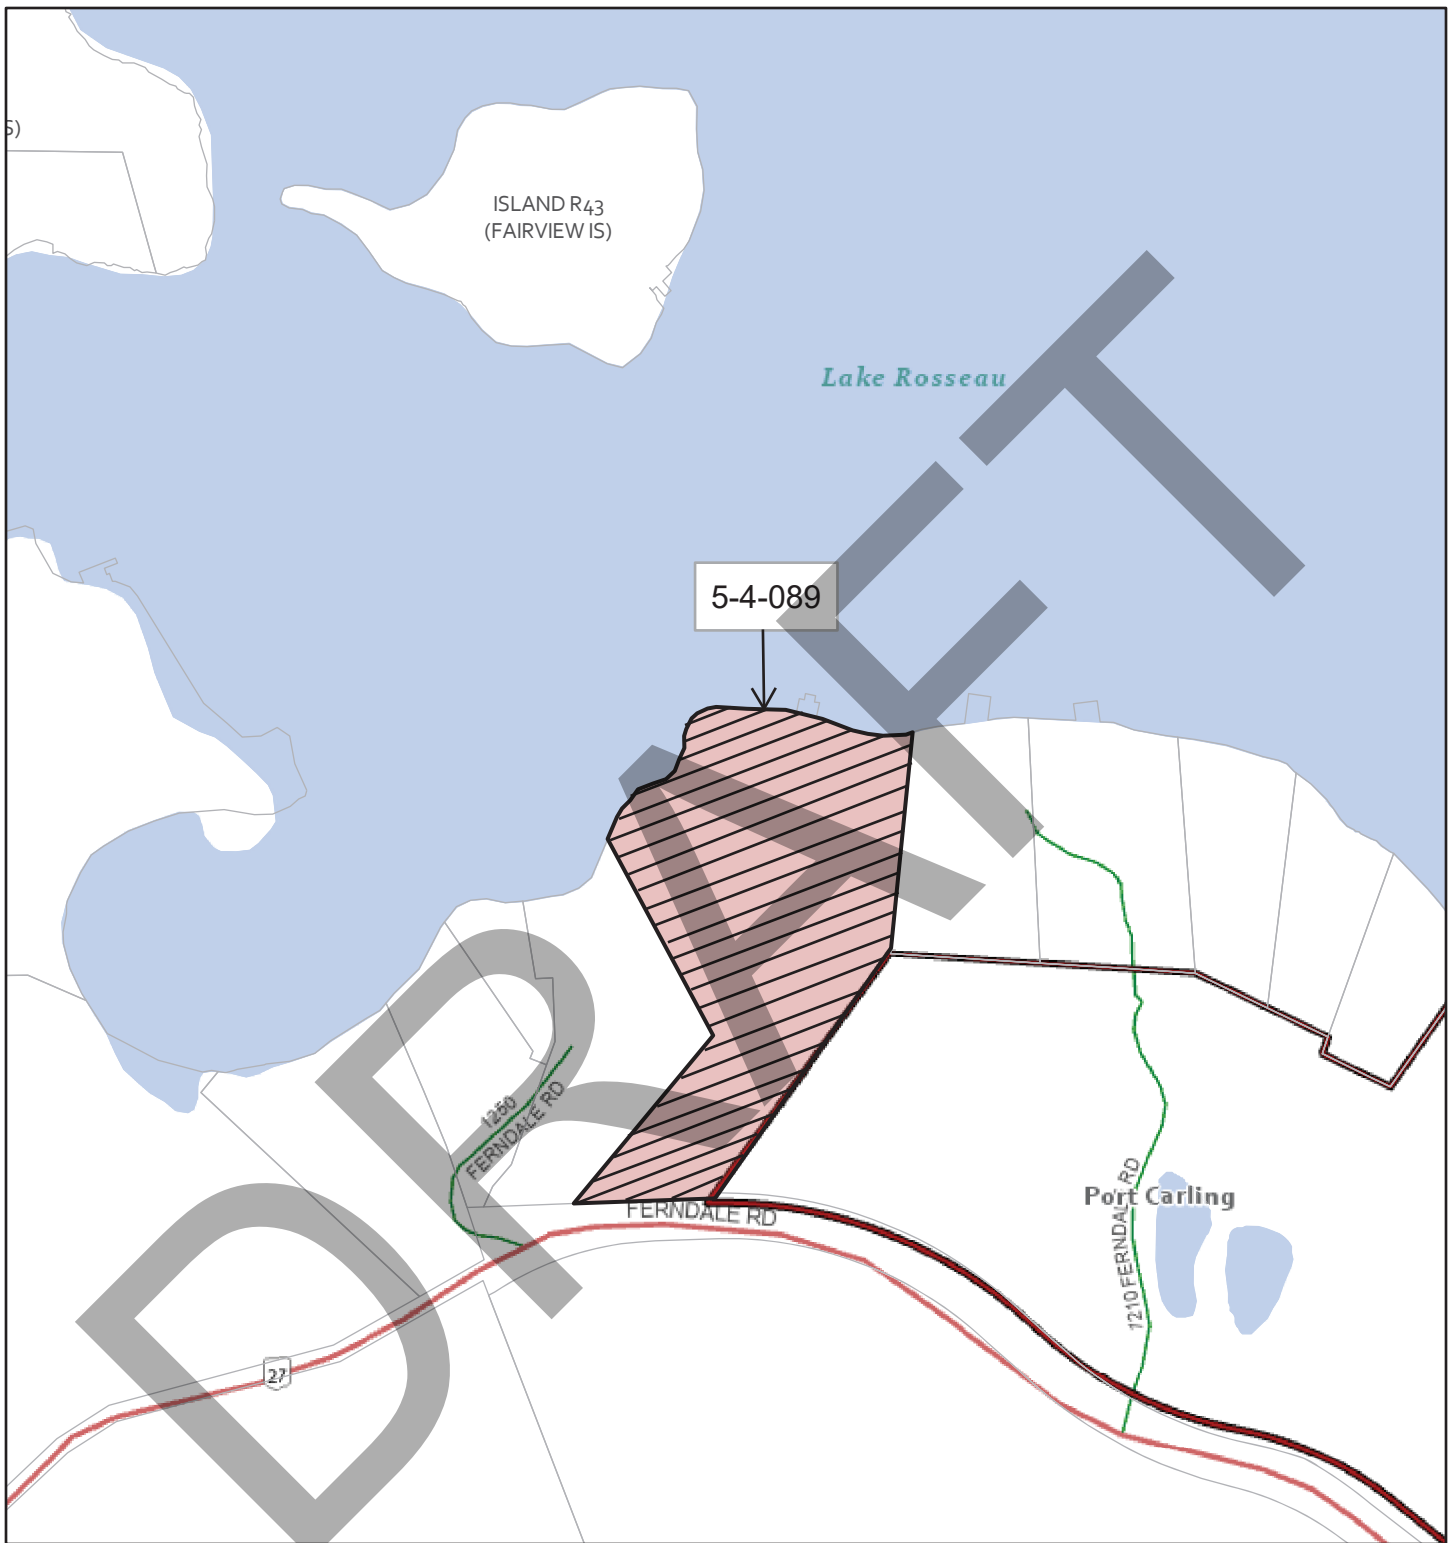 S)
ISLAND R43
(FAIRVIEW IS)
Lake Rosseau
5-4-089
DRAFT
1250
FERNDALE RD
FERNDALE RD
Port Carling
1210 FERNDALE RD
27